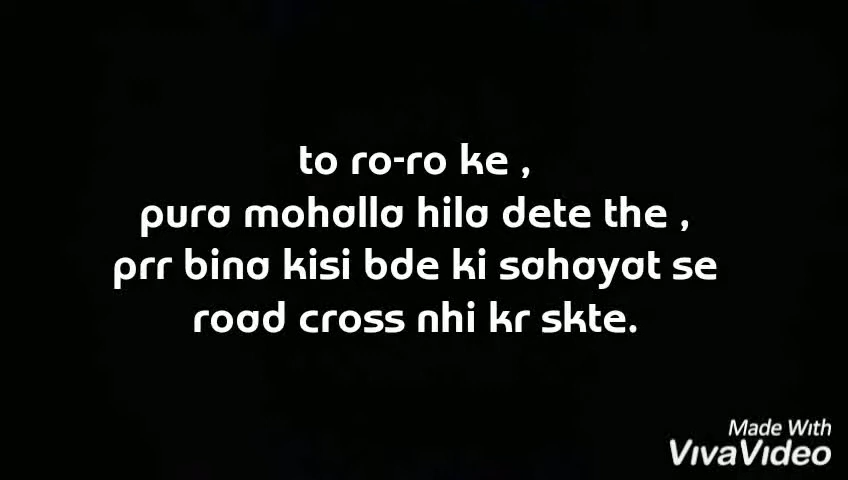 to ro-ro ke ,
pura mohalla hila dete the ,
prr bina kisi bde ki sahayat se
road cross nhi kr skte.
Made With
VivaVideo